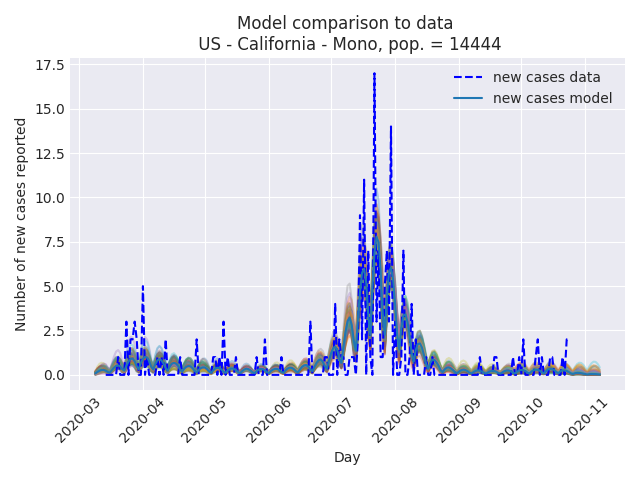 Model comparison to data
US - California - Mono, pop. = 14444
new cases data
new cases model
Number of new cases reported
17.5
15.0
12.5
10.0
7.5
5.0
2.5
0.0
2020-03
2020-04
2020-05
2020-06
2020-07
2020-08
2020-09
2020-10
2020-11
Day